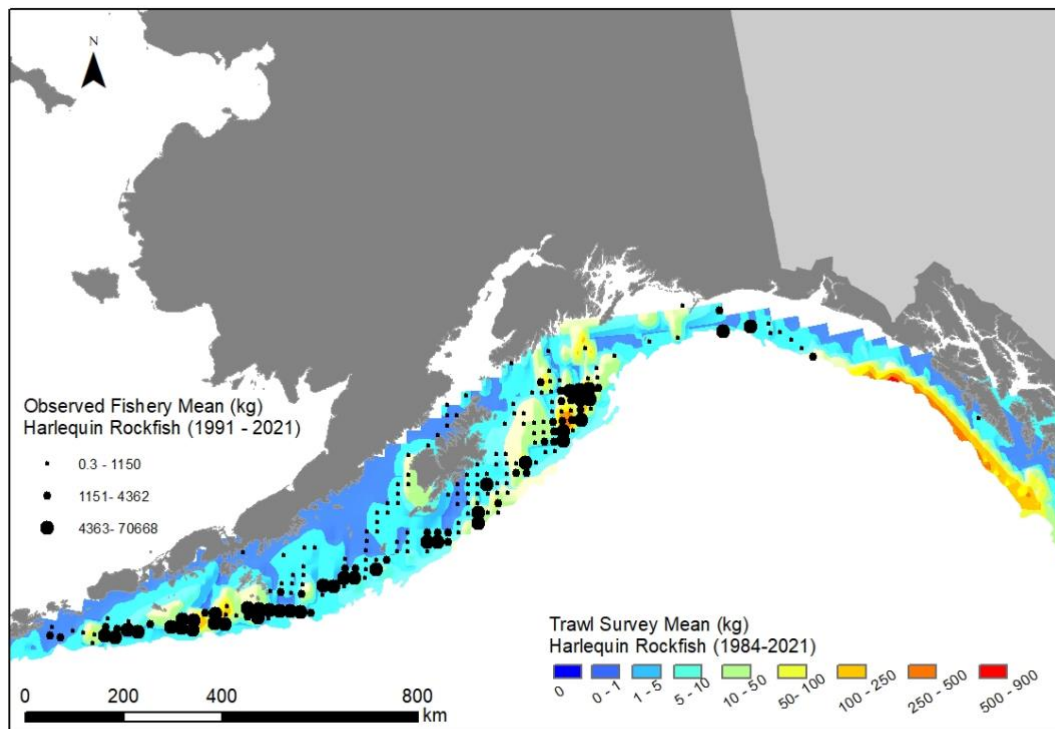 N
Observed Fishery Mean (kg)
Harlequin Rockfish (1991 - 2021)
0.3 - 1150
1151- 4362
4363- 70668
Trawl Survey Mean (kg)
Harlequin Rockfish (1984-2021)
0 0 - 1 1 - 5 5 - 10 10 - 50 50- 100 100 - 250 250 - 500 500 - 900
0 200 400 800
km